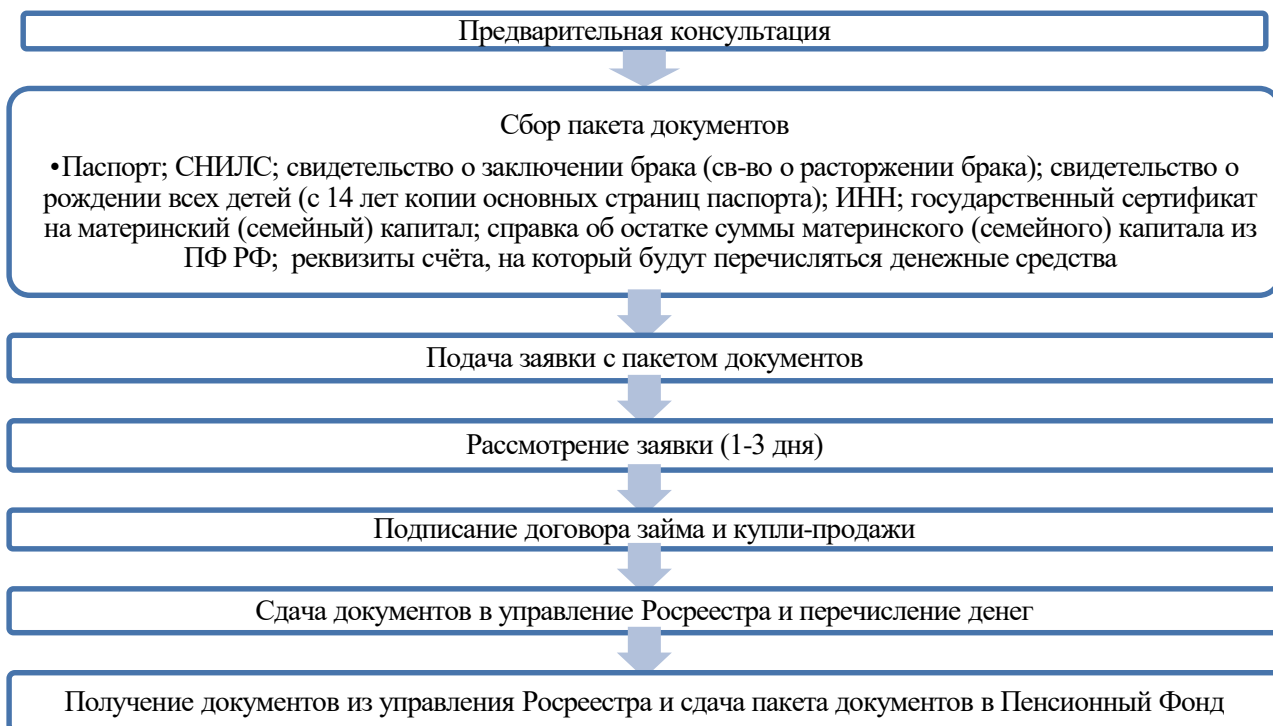 Предварительная консультация
Сбор пакета документов
•Паспорт; СНИЛС; свидетельство о заключении брака (св-во о расторжении брака); свидетельство о
рождении всех детей (с 14 лет копии основных страниц паспорта); ИНН; государственный сертификат
на материнский (семейный) капитал; справка об остатке суммы материнского (семейного) капитала из
ПФ РФ; реквизиты счёта, на который будут перечисляться денежные средства
Подача заявки с пакетом документов
Рассмотрение заявки (1-3 дня)
Подписание договора займа и купли-продажи
Сдача документов в управление Росреестра и перечисление денег
Получение документов из управления Росреестра и сдача пакета документов в Пенсионный Фонд